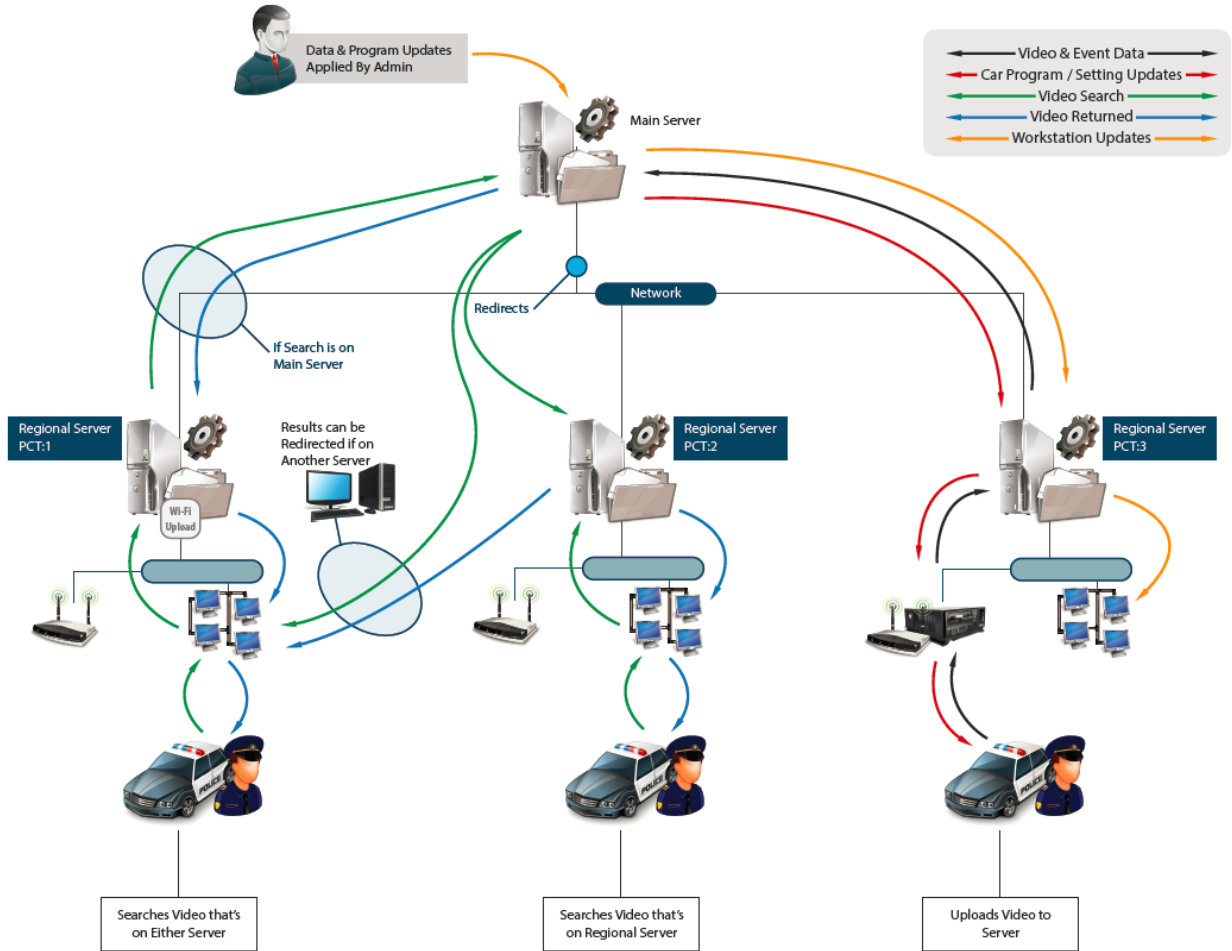 Data & Program Updates
Applied By Admin
Video & Event Data
Car Program / Setting Updates
Video Search
Video Returned
Workstation Updates
Main Server
Redirects
Network
If Search is on
Main Server
Regional Server
PCT:1
Results can be
Redirected if on
Another Server
Regional Server
PCT:2
Regional Server
PCT:3
Wi-Fi
Upload
POLICE
POLICE
POLICE
Searches Video that's
on Either Server
Searches Video that's
on Regional Server
Uploads Video to
Server